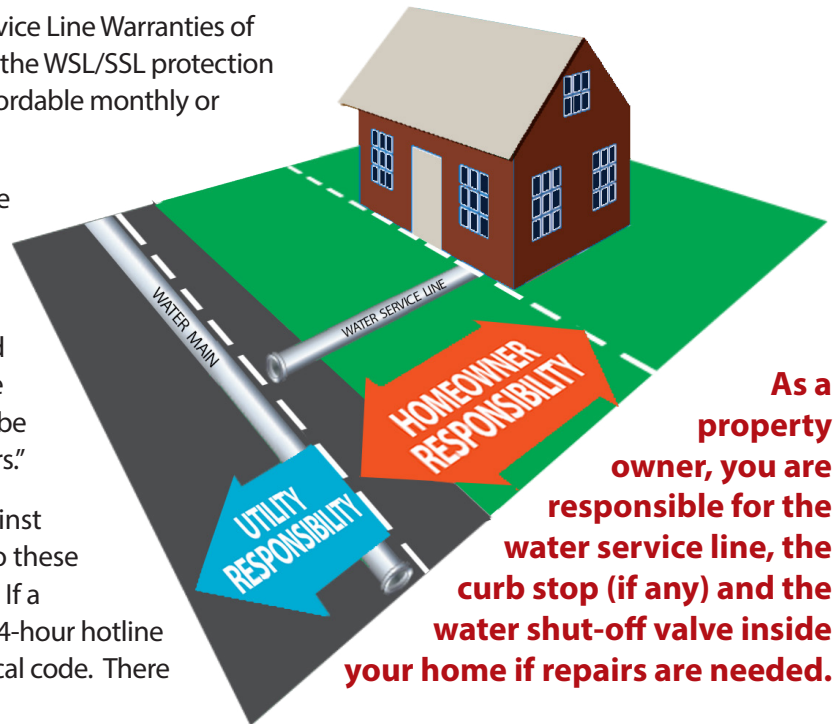 vice Line Warranties of
the WSL/SSL protection
ordable monthly or
e
d
e
be
rs."
inst
o these
If a
4-hour hotline
cal code. There
WATER MAIN
WATER SERVICE LINE
HOMEOWNER
RESPONSIBILITY
UTILITY
RESPONSIBILITY
As a
property
owner, you are
responsible for the
water service line, the
curb stop (if any) and the
water shut-off valve inside
your home if repairs are needed.